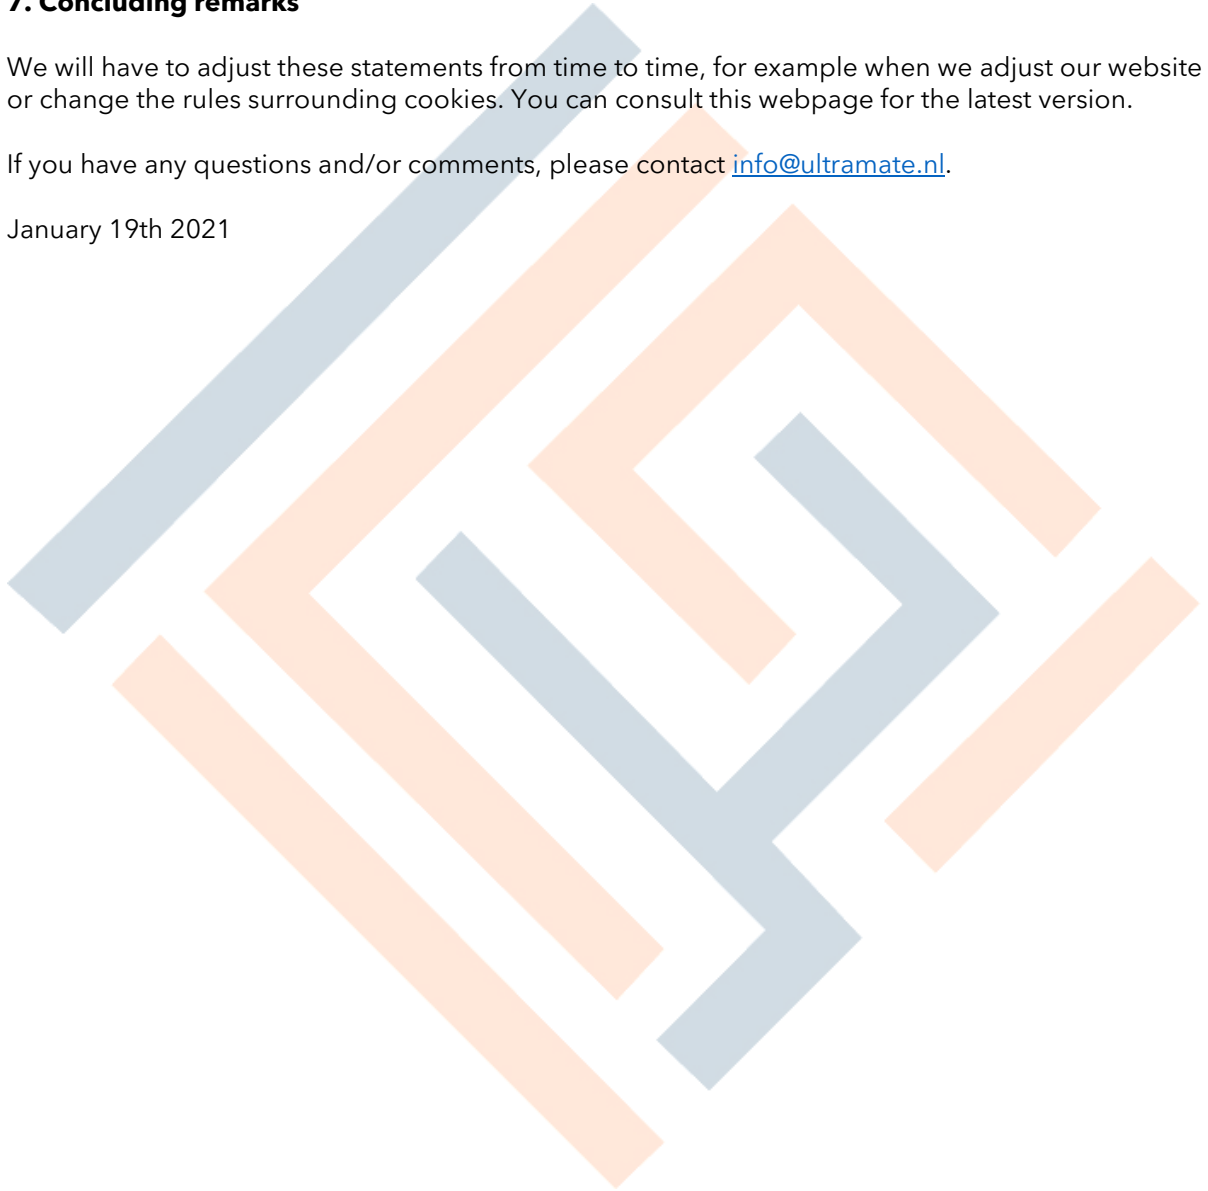 7. Concluding remarks
We will have to adjust these statements from time to time, for example when we adjust our website
or change the rules surrounding cookies. You can consult this webpage for the latest version.
If you have any questions and/or comments, please contact info@ultramate.nl.
January 19th 2021